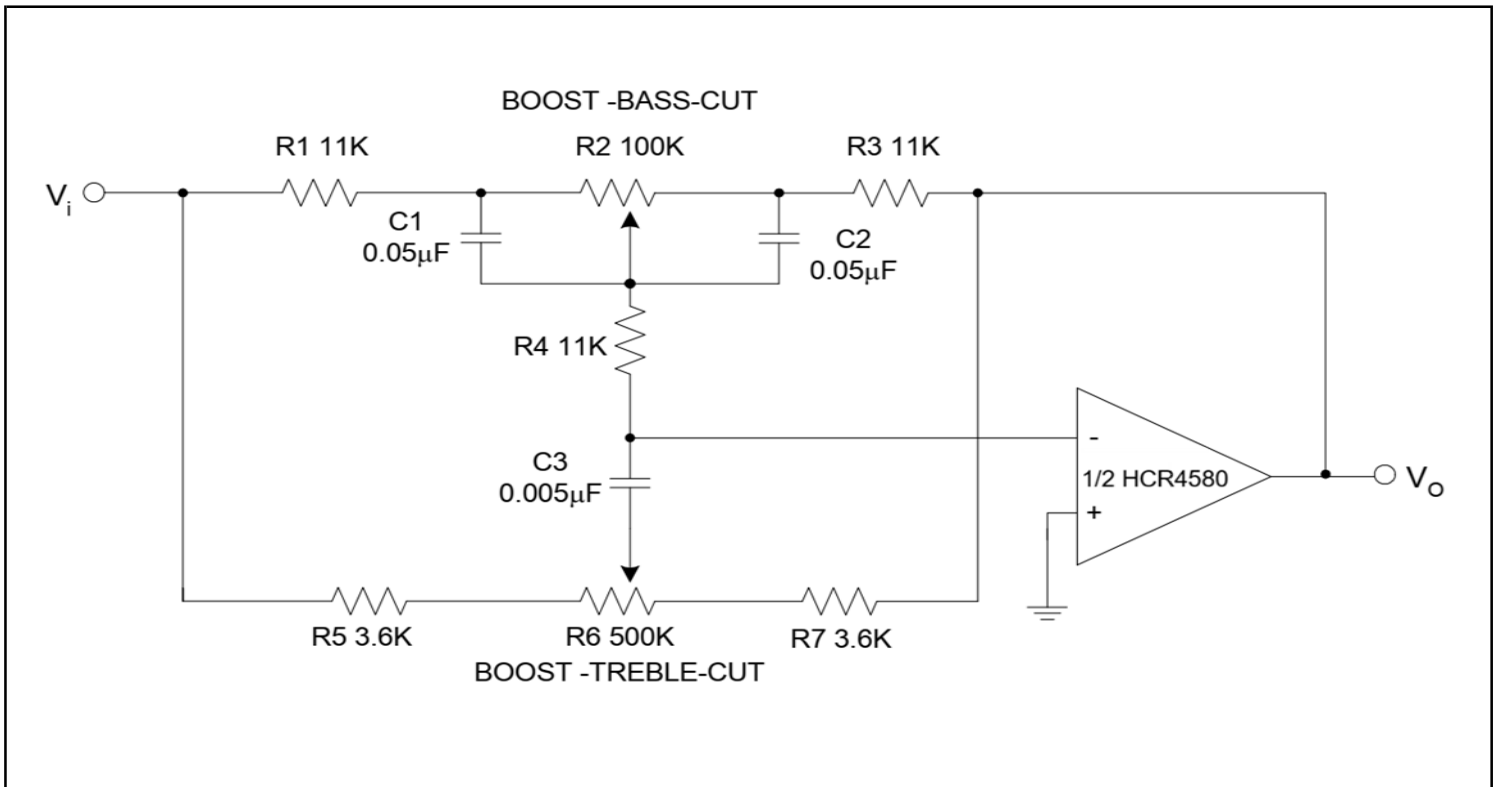 BOOST -BASS-CUT
R1 11K
R2 100K
R3 11K
Vi
C1
0.05μF
C2
0.05μF
R4 11K
C3
0.005μF
-
1/2 HCR4580
+
VO
R5 3.6K
R6 500K
R7 3.6K
BOOST -TREBLE-CUT